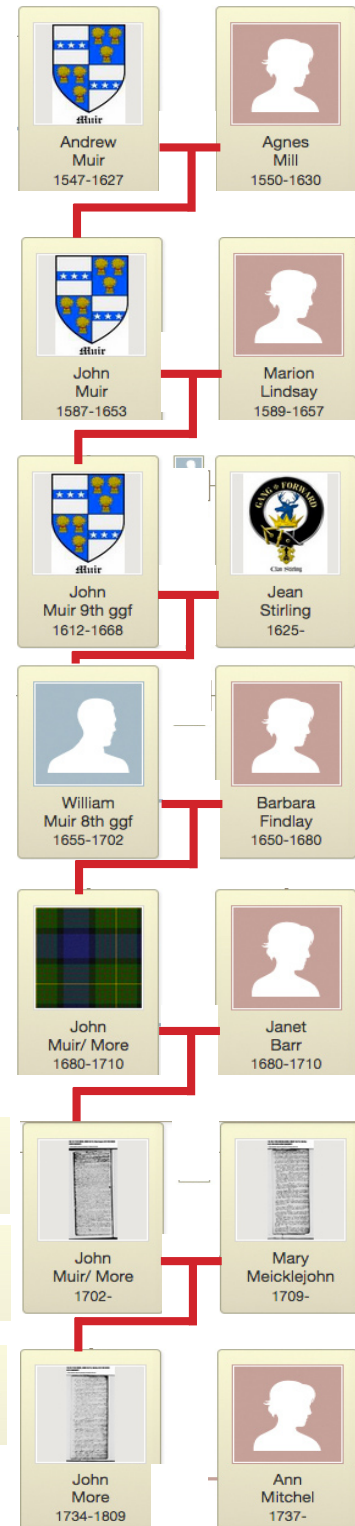 Muir
Andrew
Muir
1547-1627
Agnes
Mill
1550-1630
Muir
John
Muir
1587-1653
Marion
Lindsay
1589-1657
Muir
John
Muir 9th ggf
1612-1668
GANG FORWARD
Clan Stirling
Jean
Stirling
1625-
William
Muir 8th ggf
1655-1702
Barbara
Findlay
1650-1680
John
Muir/ More
1680-1710
Janet
Barr
1680-1710
John
Muir/ More
1702-
Mary
Meicklejohn
1709-
John
More
1734-1809
Ann
Mitchel
1737-